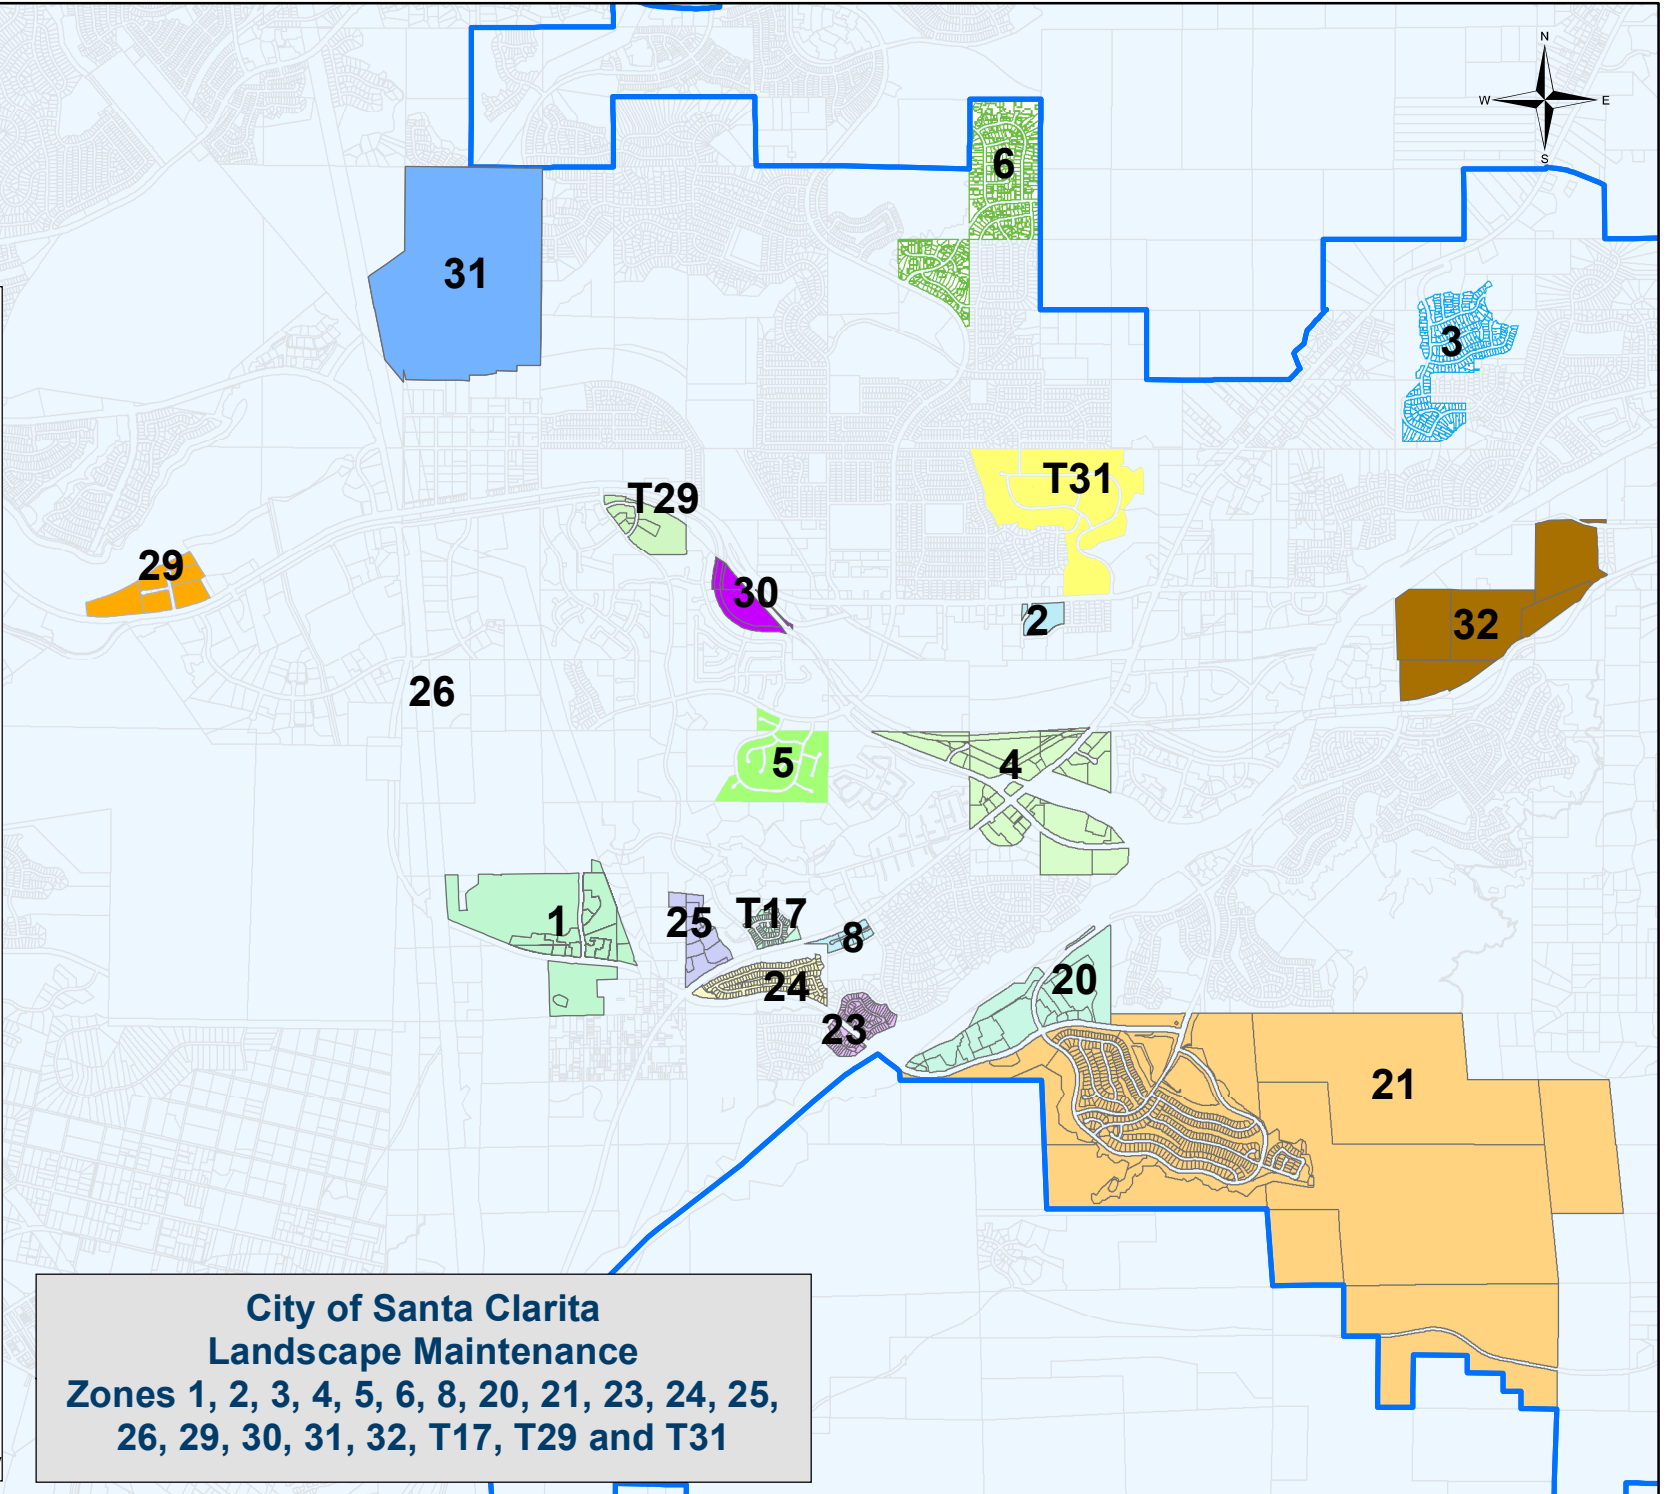 N
W E
S
6
31
3
T31
T29
29
30
2
32
26
5
4
1
25
T17
8
20
24
23
21
City of Santa Clarita
Landscape Maintenance
Zones 1, 2, 3, 4, 5, 6, 8, 20, 21, 23, 24, 25,
26, 29, 30, 31, 32, T17, T29 and T31